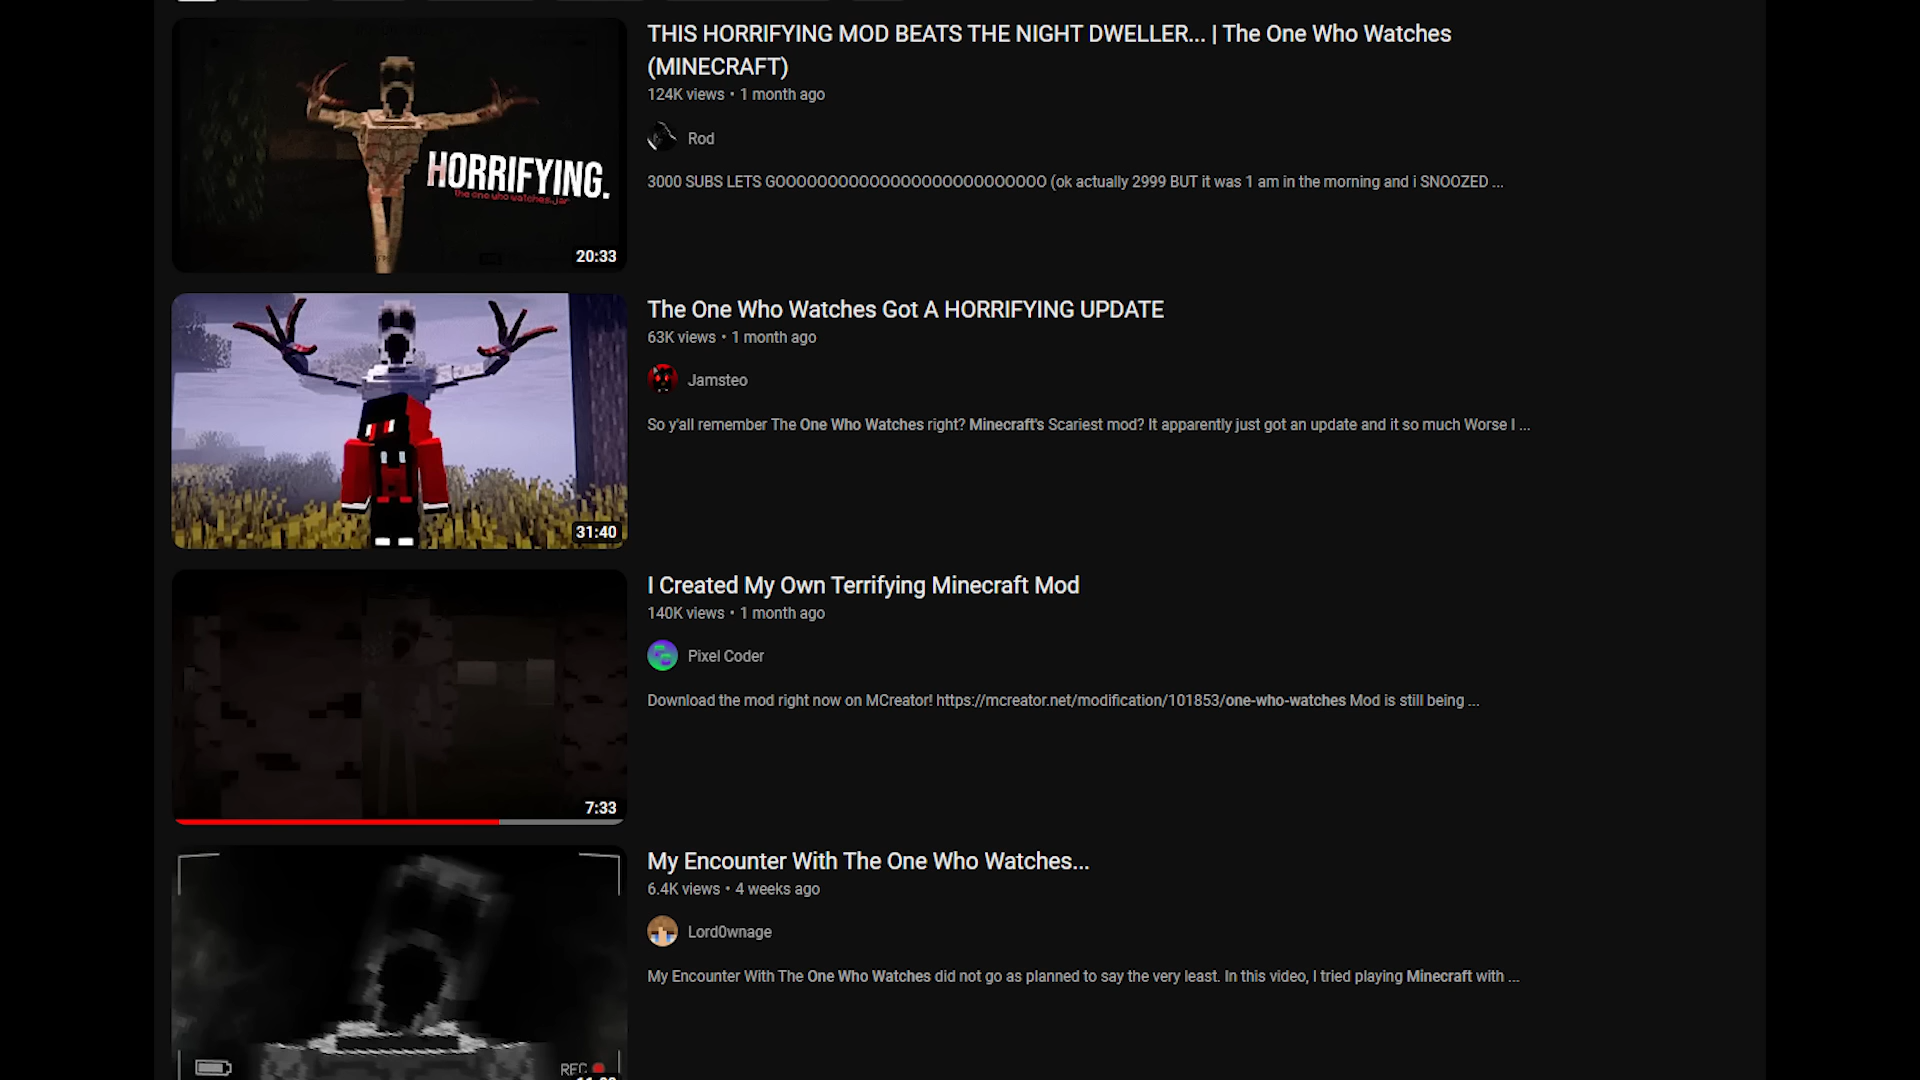 THIS HORRIFYING MOD BEATS THE NIGHT DWELLER... | The One Who Watches
(MINECRAFT)
124K views • 1 month ago
Rod
3000 SUBS LETS GOOOOOOOOOOOOOOOOOOOOOOOOOO (ok actually 2999 BUT it was 1 am in the morning and i SNOOZED ...
HORRIFYING.
the one who watches.jar
20:33
The One Who Watches Got A HORRIFYING UPDATE
63K views • 1 month ago
Jamsteo
So y'all remember The One Who Watches right? Minecraft's Scariest mod? It apparently just got an update and it so much Worse I ...
31:40
I Created My Own Terrifying Minecraft Mod
140K views • 1 month ago
Pixel Coder
Download the mod right now on MCreator! https://mcreator.net/modification/101853/one-who-watches Mod is still being ...
7:33
My Encounter With The One Who Watches...
6.4K views • 4 weeks ago
Lord0wnage
My Encounter With The One Who Watches did not go as planned to say the very least. In this video, I tried playing Minecraft with ...
REC